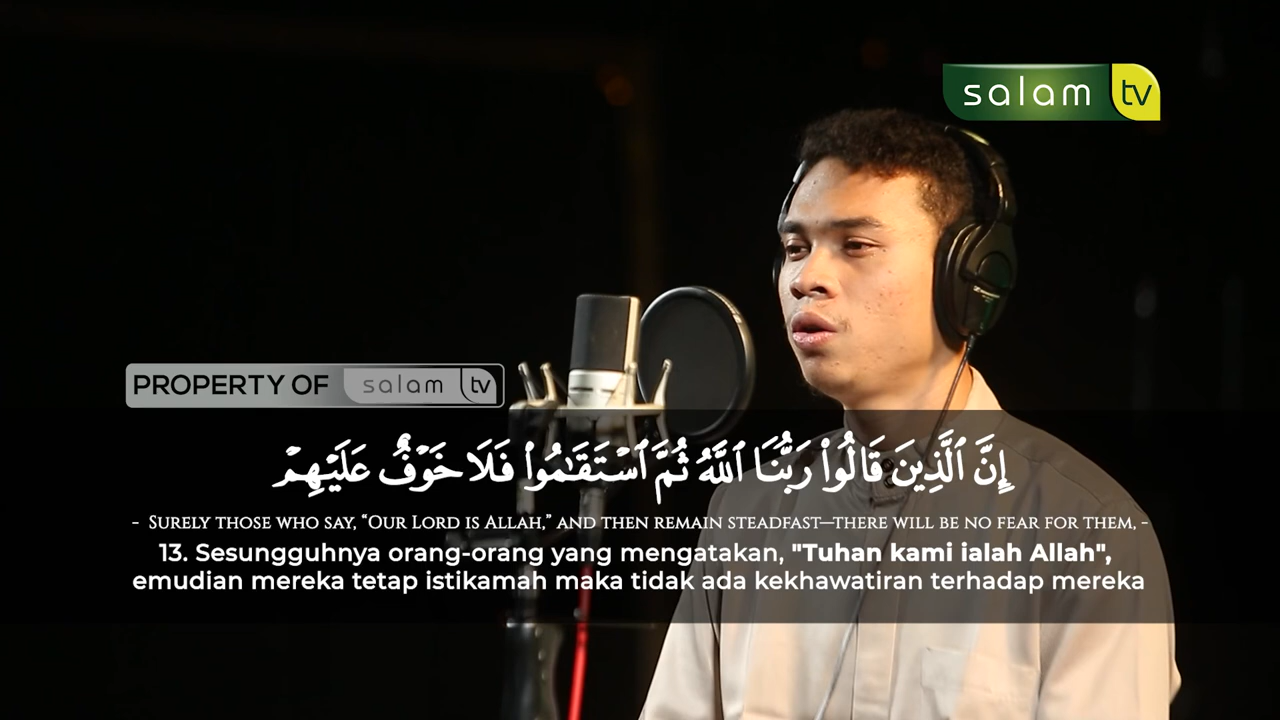 salam tv
PROPERTY OF salam tv
إِنَّ ٱلَّذِينَ قَالُوا۟ رَبُّنَا ٱللَّهُ ثُمَّ ٱسْتَقَـٰمُوا۟ فَلَا خَوْفٌ عَلَيْهِمْ
- SURELY THOSE WHO SAY, “OUR LORD IS ALLAH,” AND THEN REMAIN STEADFAST—THERE WILL BE NO FEAR FOR THEM, -
13. Sesungguhnya orang-orang yang mengatakan, "Tuhan kami ialah Allah",
emudian mereka tetap istikamah maka tidak ada kekhawatiran terhadap mereka